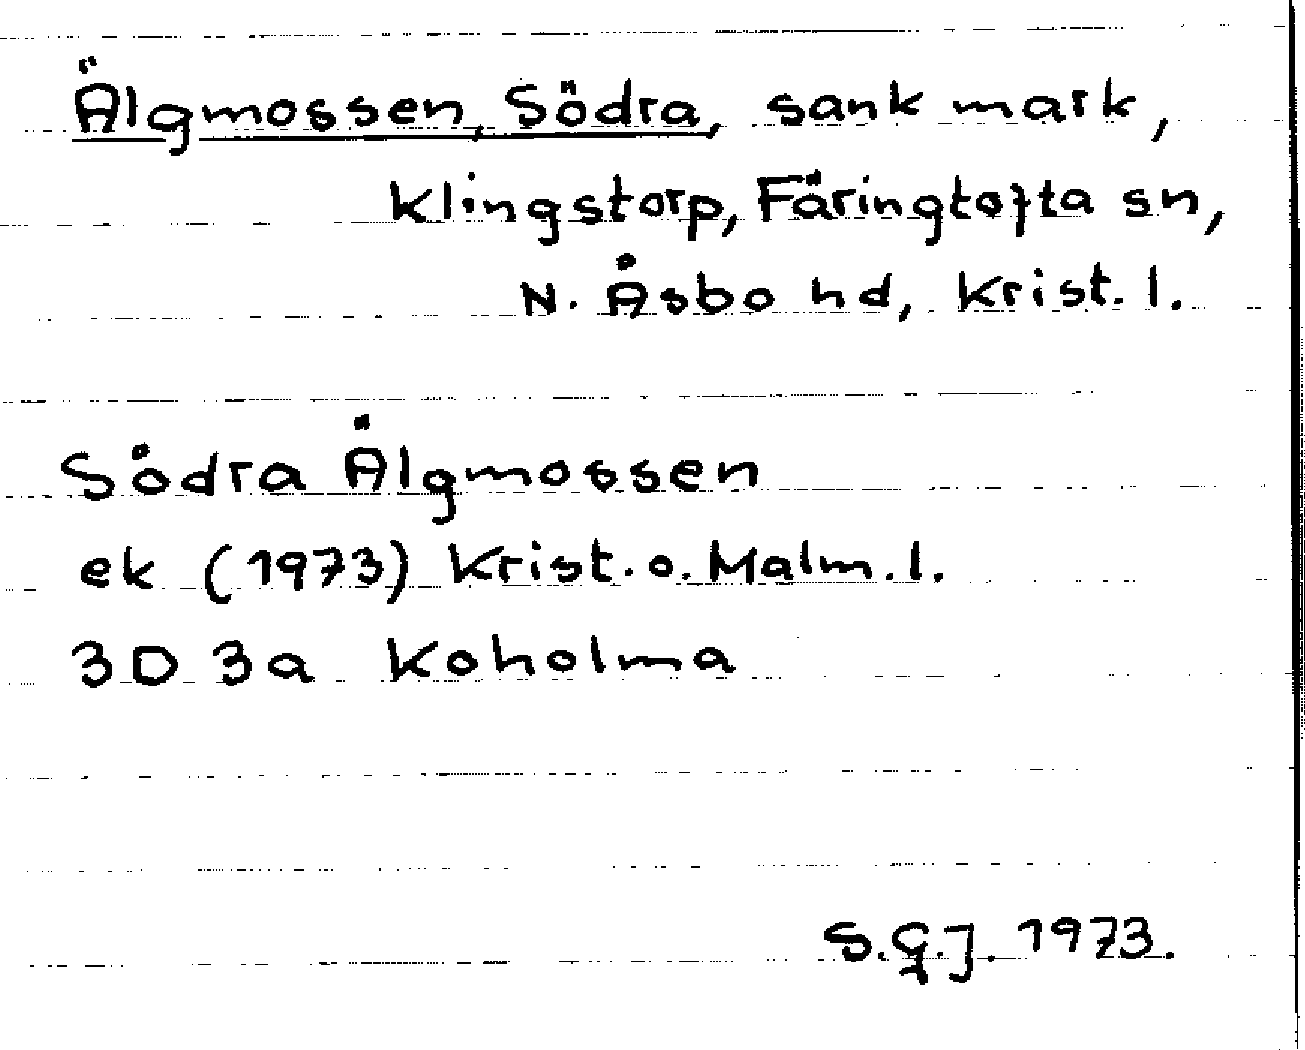 Älgmossen, Södra, sank mark,
Klingstorp, Färingtofta sn,
N. Åsbo hd, Krist. l.
Södra Älgmossen
ek (1973) Krist. o. Malm. l.
3D 3a Koholma
S.G.J. 1973.